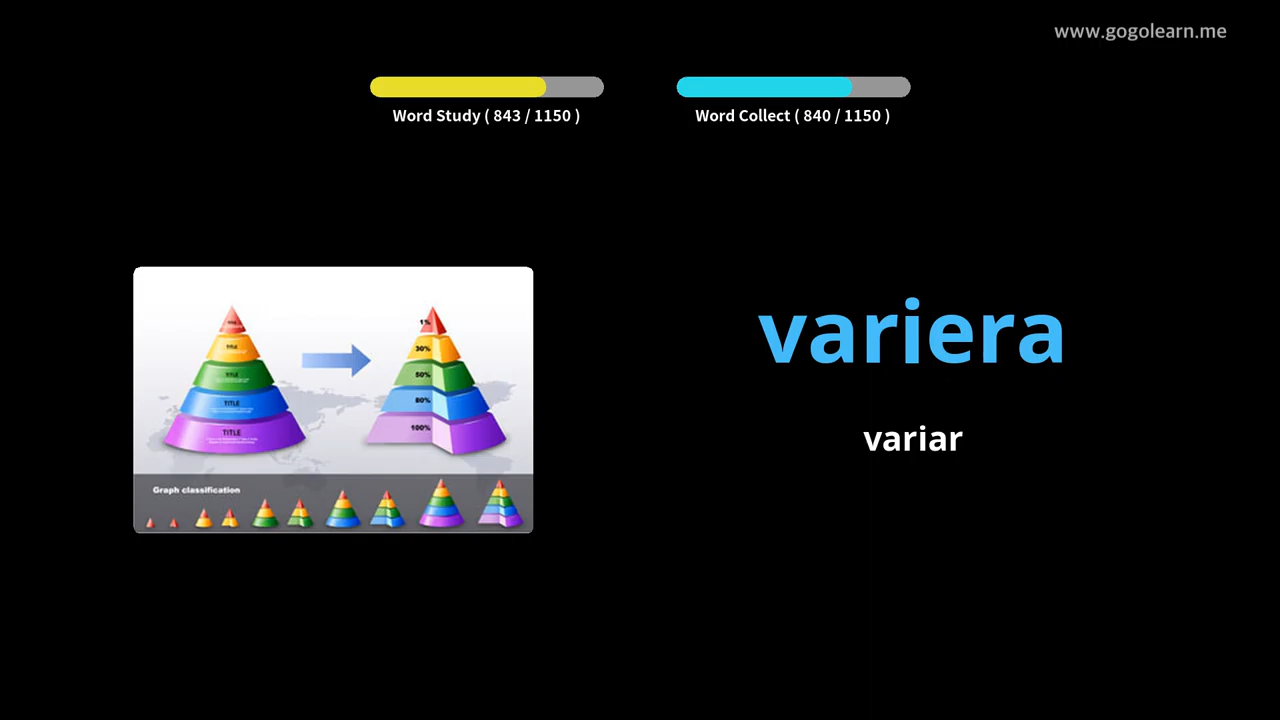 www.gogolearn.me
Word Study ( 843 / 1150 )
Word Collect ( 840 / 1150 )
variera
variar
TITLE
TITLE
TITLE
TITLE
1%
30%
50%
80%
100%
Graph classification